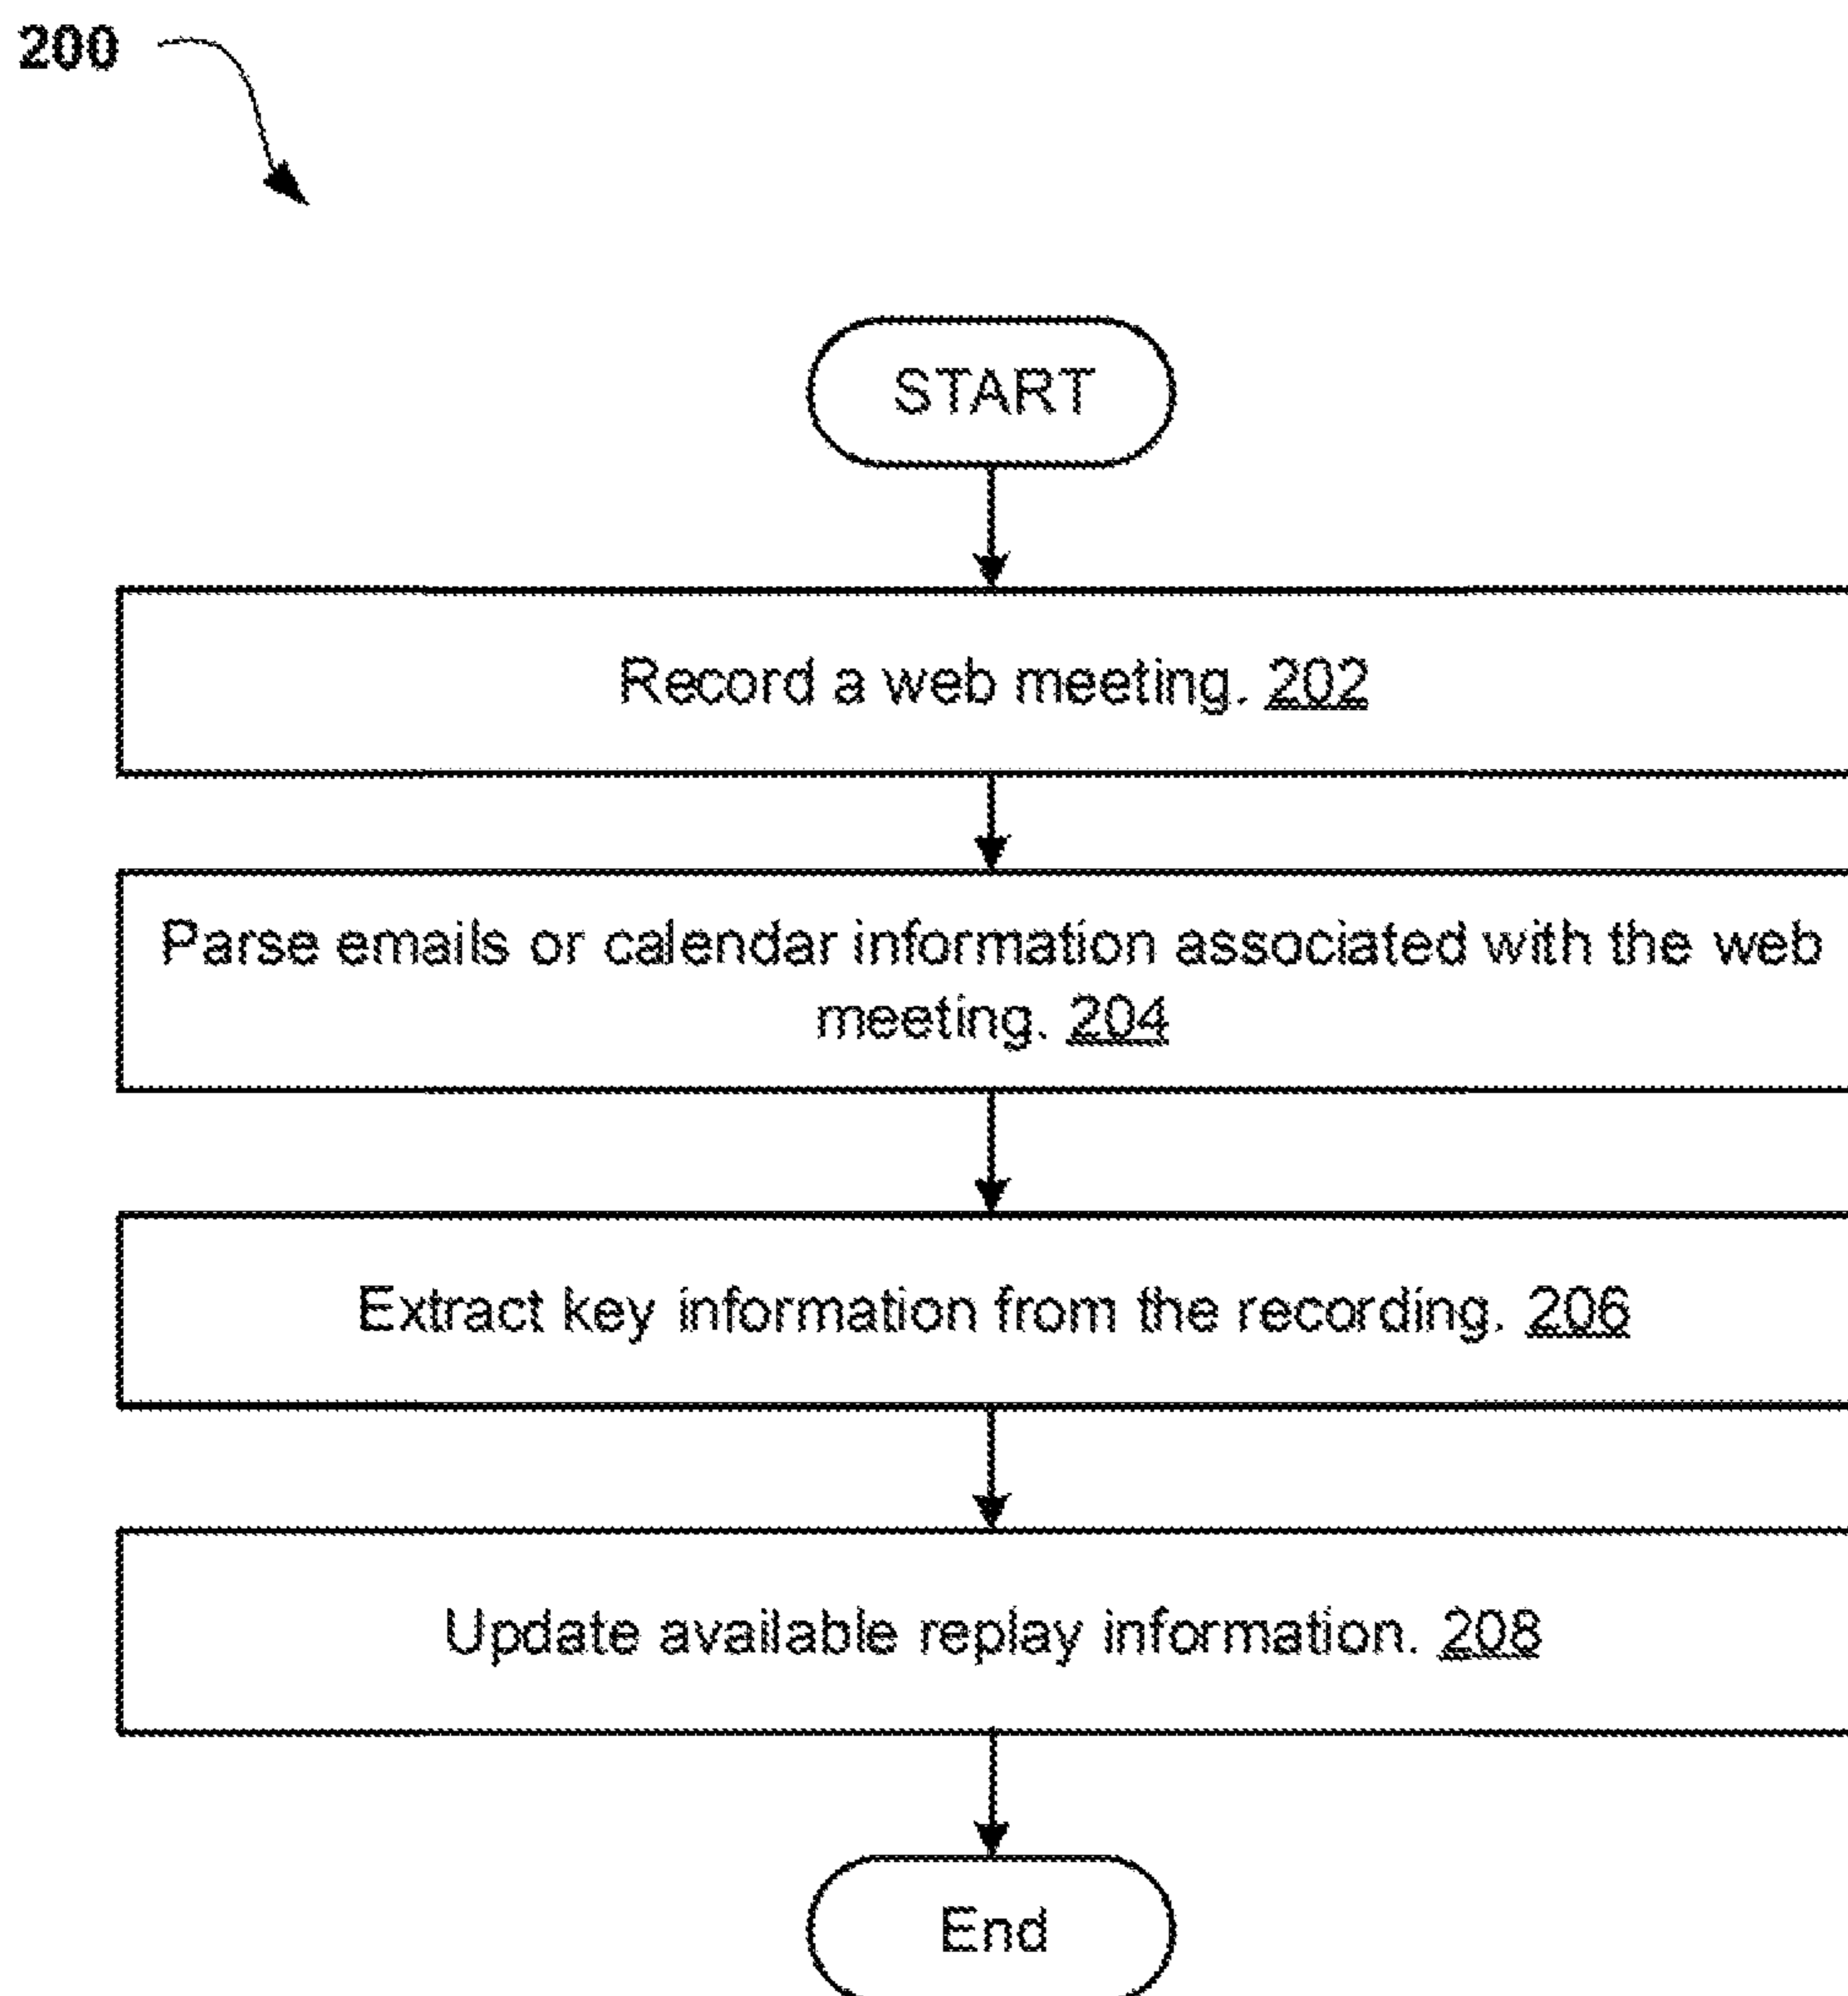 200
START
Record a web meeting. 202
Parse emails or calendar information associated with the web
meeting. 204
Extract key information from the recording. 206
Update available replay information. 208
End